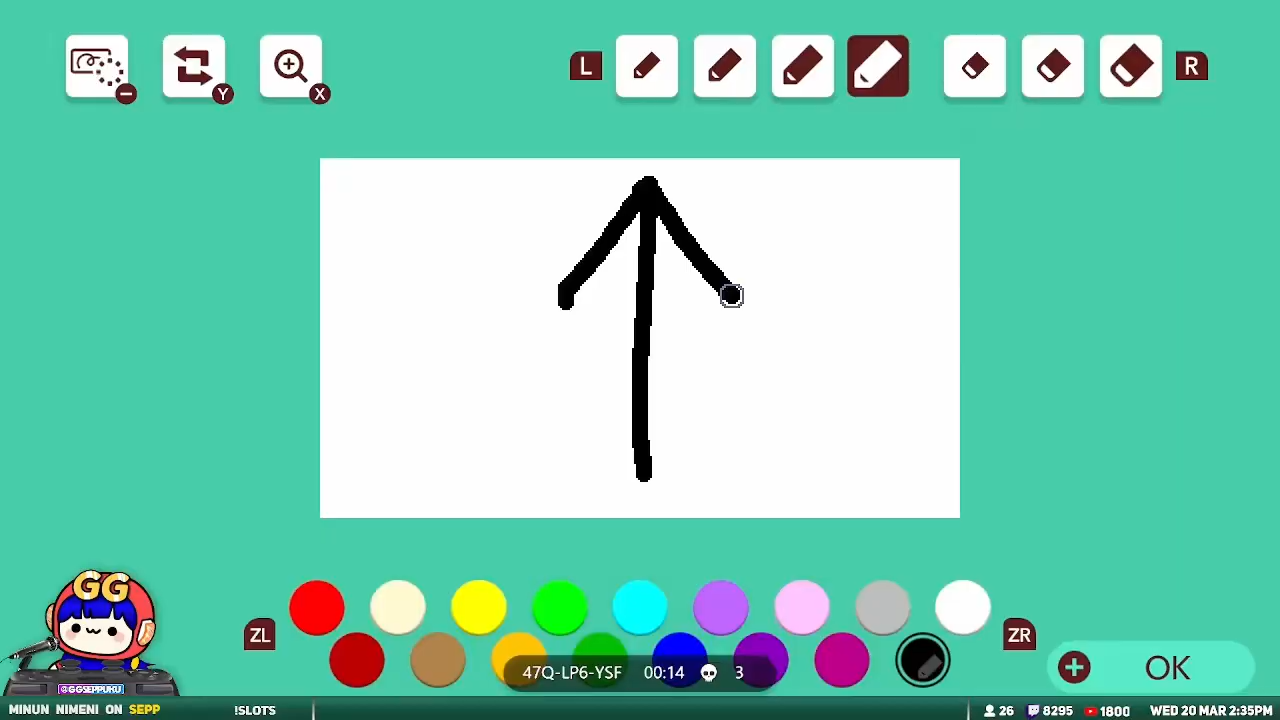 L
R
Y
X
ZL
ZR
47Q-LP6-YSF 00:14 3
OK
GG
@GGSEPPUKU
MINUN NIMENI ON SEPP
!SLOTS
26 8295 1800 WED 20 MAR 2:35PM